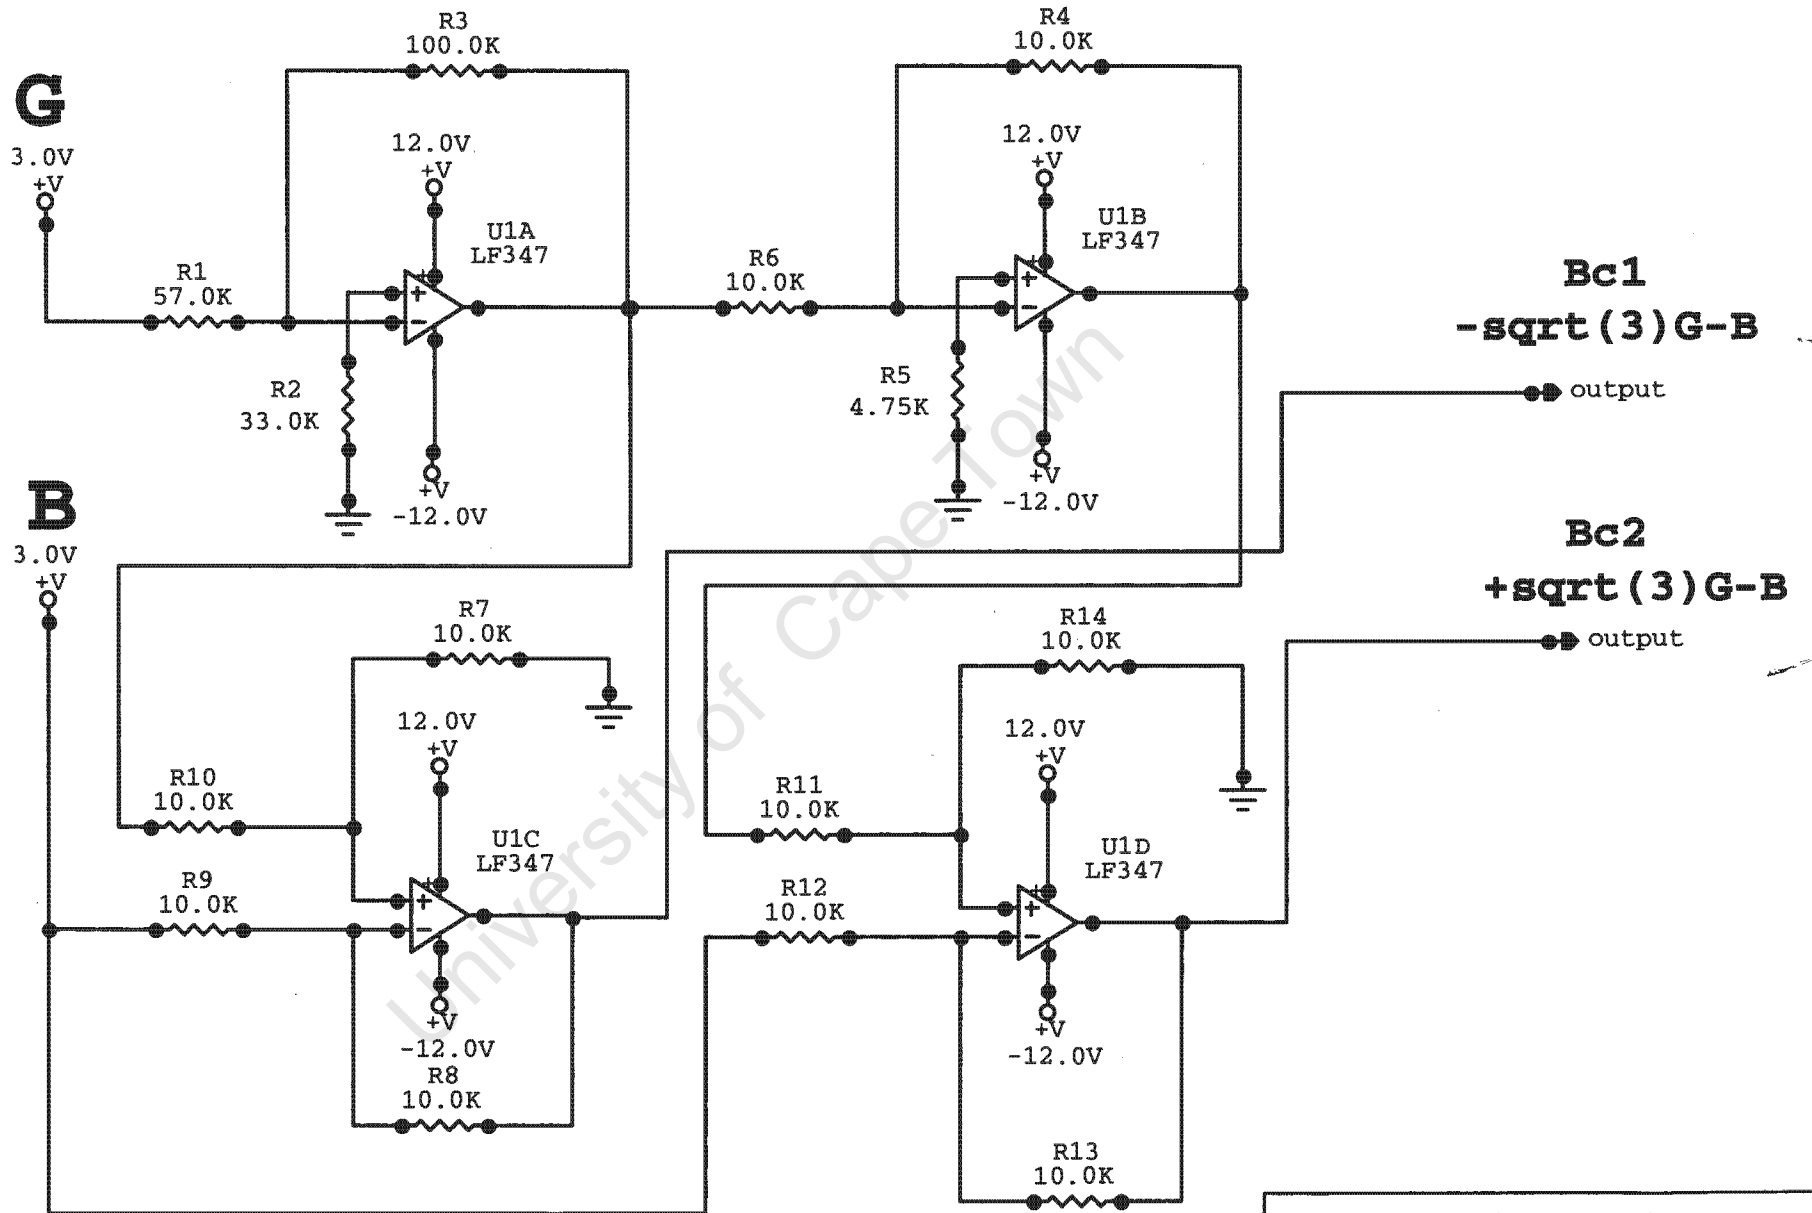 R3
100.0K
R4
10.0K
G
3.0V
+V
12.0V
+V
12.0V
+V
U1A
LF347
U1B
LF347
R1
57.0K
R6
10.0K
+
+
-
+
+
-
Bc1
-sqrt(3)G-B
output
R2
33.0K
R5
4.75K
+V
-12.0V
+V
-12.0V
B
3.0V
+V
Bc2
+sqrt(3)G-B
output
R7
10.0K
R14
10.0K
12.0V
+V
12.0V
+V
R10
10.0K
R11
10.0K
U1C
LF347
U1D
LF347
R9
10.0K
R12
10.0K
+
+
-
+
+
-
+V
-12.0V
+V
-12.0V
R8
10.0K
R13
10.0K
University of Cape Town